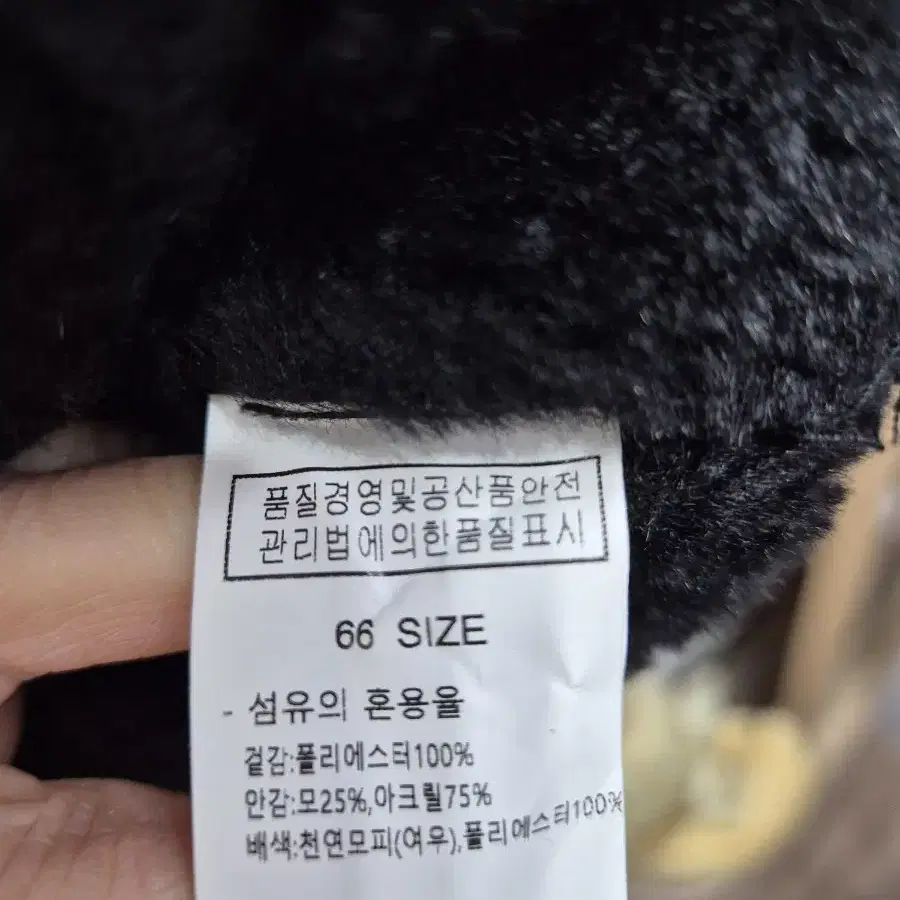 품질경영및공산품안전
관리법에의한품질표시
66 SIZE
- 섬유의 혼용율
겉감:폴리에스터100%
안감:모25%,아크릴75%
배색:천연모피(여우),폴리에스터100%